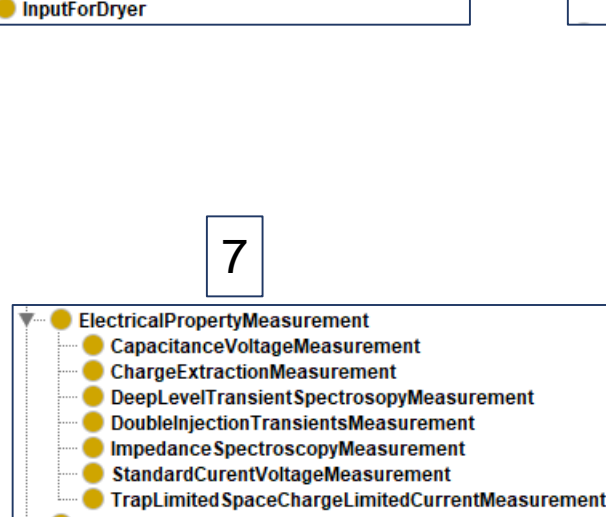 InputForDryer
7
ElectricalPropertyMeasurement
CapacitanceVoltageMeasurement
ChargeExtractionMeasurement
DeepLevelTransientSpectrosopyMeasurement
DoubleInjectionTransientsMeasurement
ImpedanceSpectroscopyMeasurement
StandardCurentVoltageMeasurement
TrapLimitedSpaceChargeLimitedCurrentMeasurement